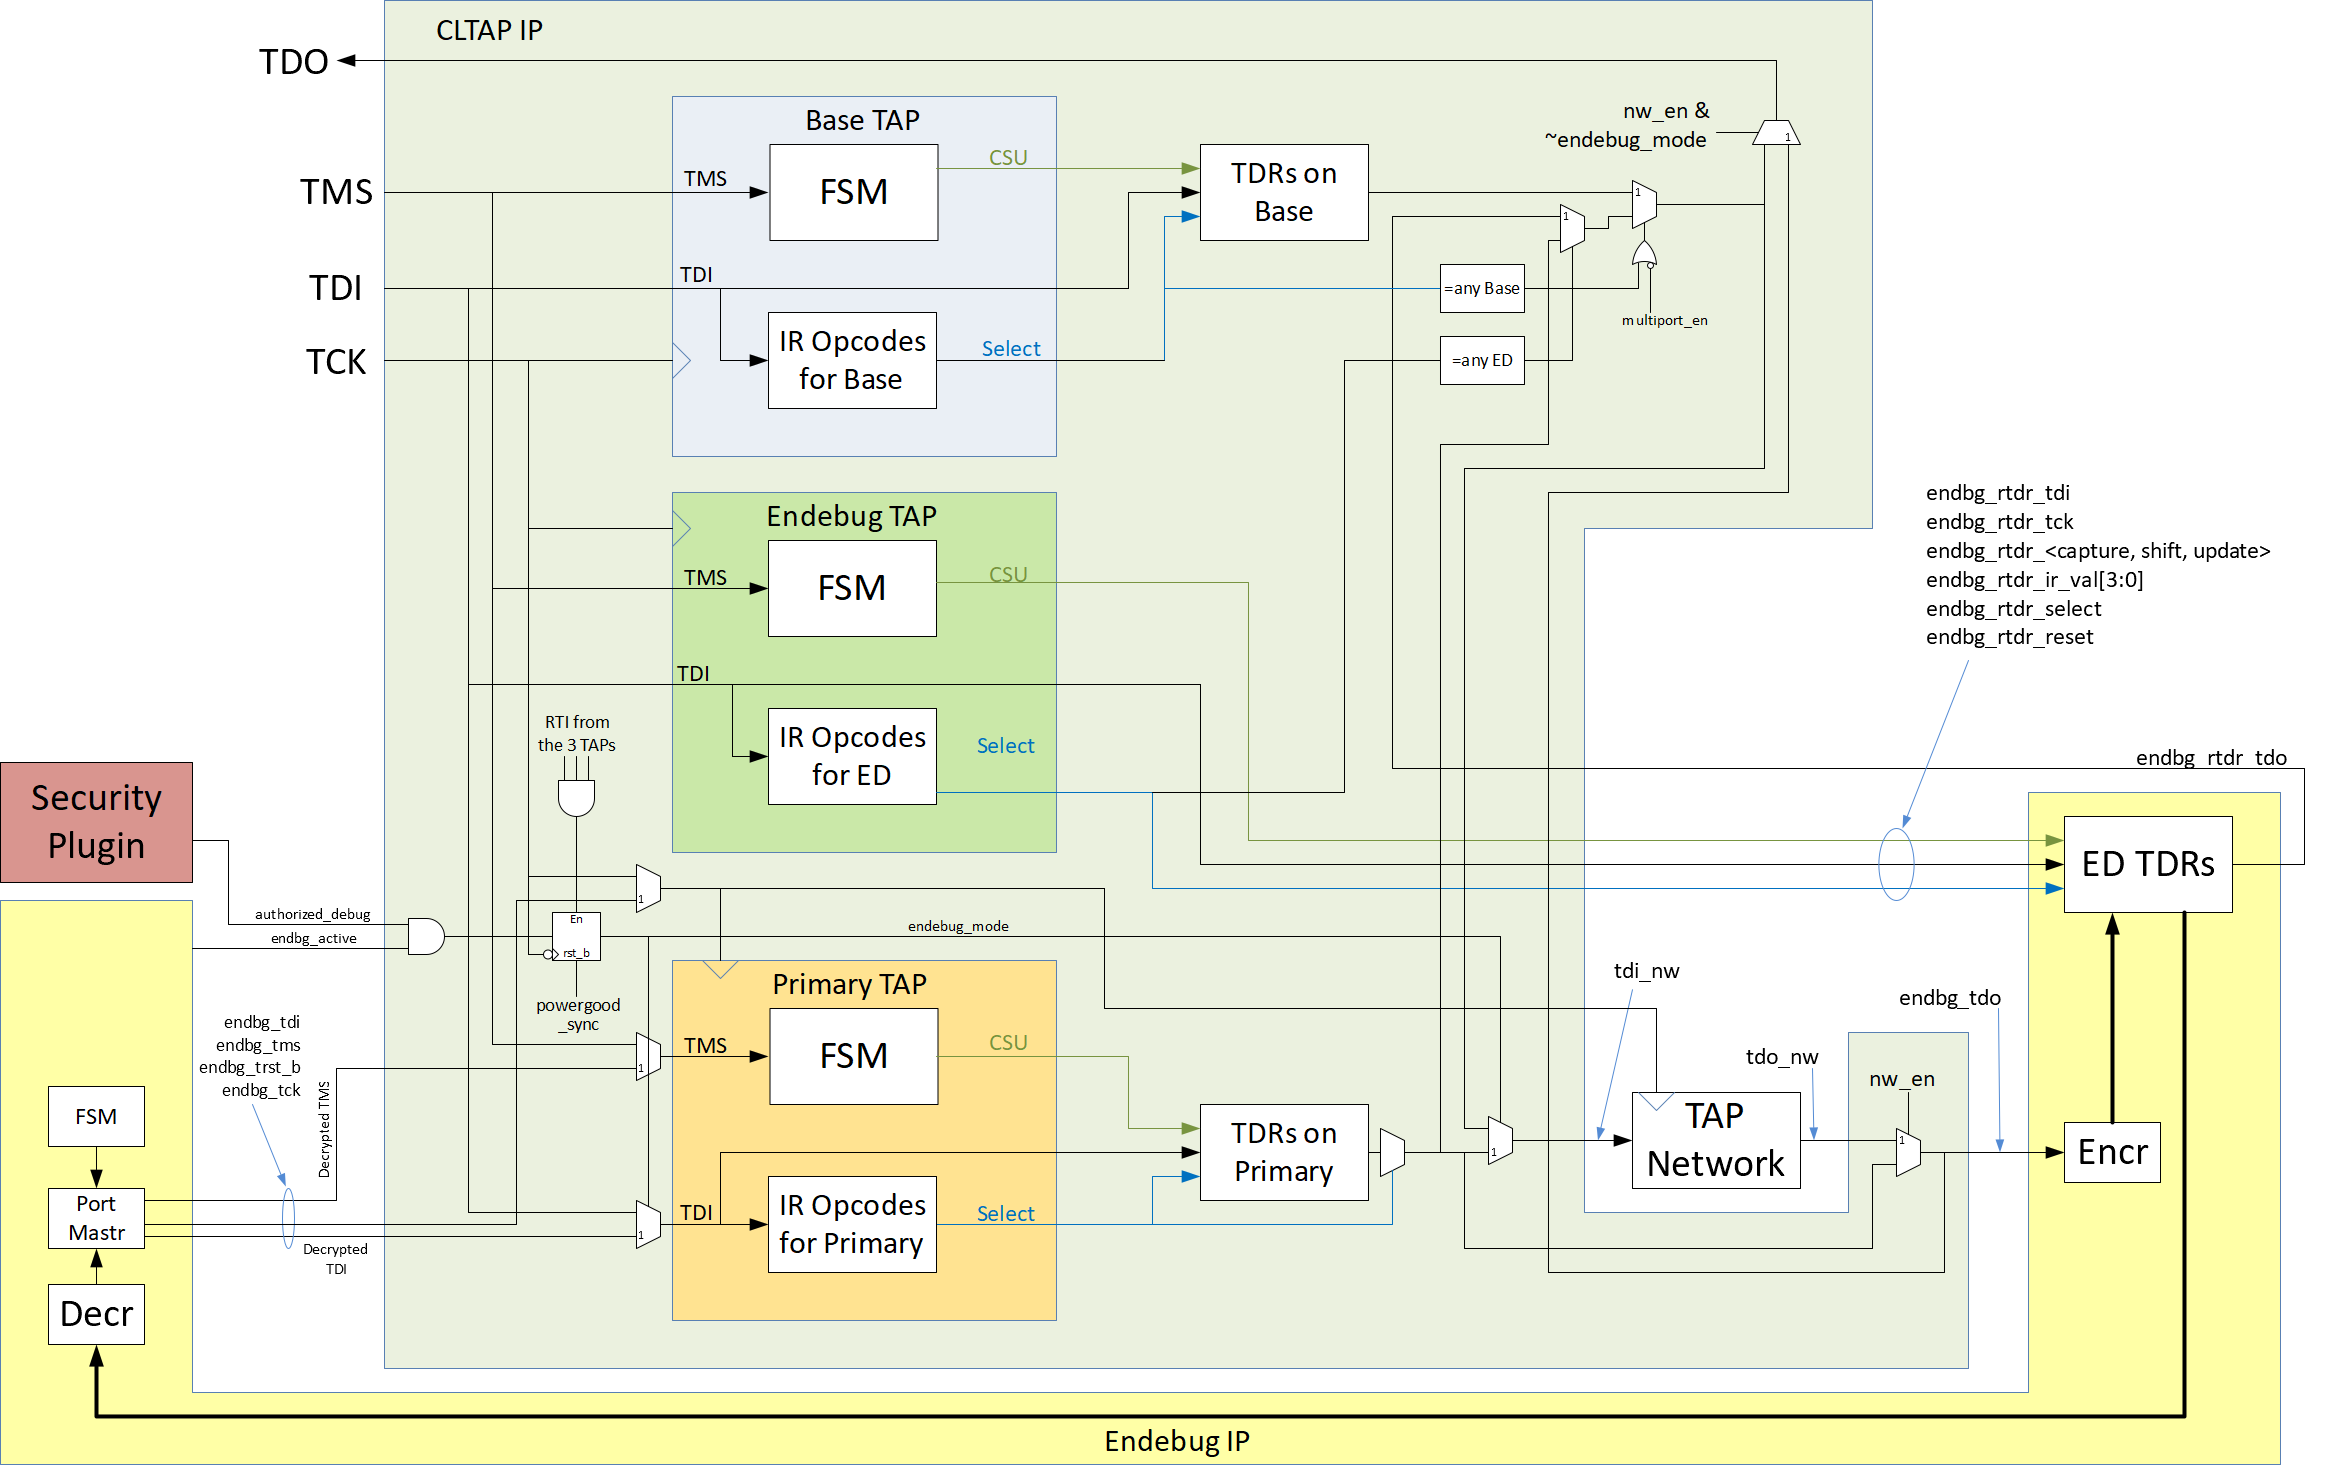 CLTAP IP
TDO
nw_en &
~endebug_mode
1
Base TAP
TMS
TMS
FSM
CSU
TDRs on
Base
1
1
TDI
TDI
=any Base
multiport_en
TCK
IR Opcodes
for Base
Select
=any ED
Endebug TAP
TMS
FSM
CSU
TDI
IR Opcodes
for ED
Select
endbg_rtdr_tdi
endbg_rtdr_tck
endbg_rtdr_<capture, shift, update>
endbg_rtdr_ir_val[3:0]
endbg_rtdr_select
endbg_rtdr_reset
RTI from
the 3 TAPs
endbg_rtdr_tdo
Security
Plugin
ED TDRs
1
authorized_debug
endbg_active
En
rst_b
endebug_mode
powergood
_sync
Primary TAP
TMS
FSM
CSU
1
endbg_tdi
endbg_tms
endbg_trst_b
endbg_tck
Decrypted TMS
tdi_nw
endbg_tdo
tdo_nw
nw_en
FSM
Port
Mastr
Decr
Decrypted
TDI
1
TDI
IR Opcodes
for Primary
Select
TDRs on
Primary
1
TAP
Network
1
Encr
Endebug IP